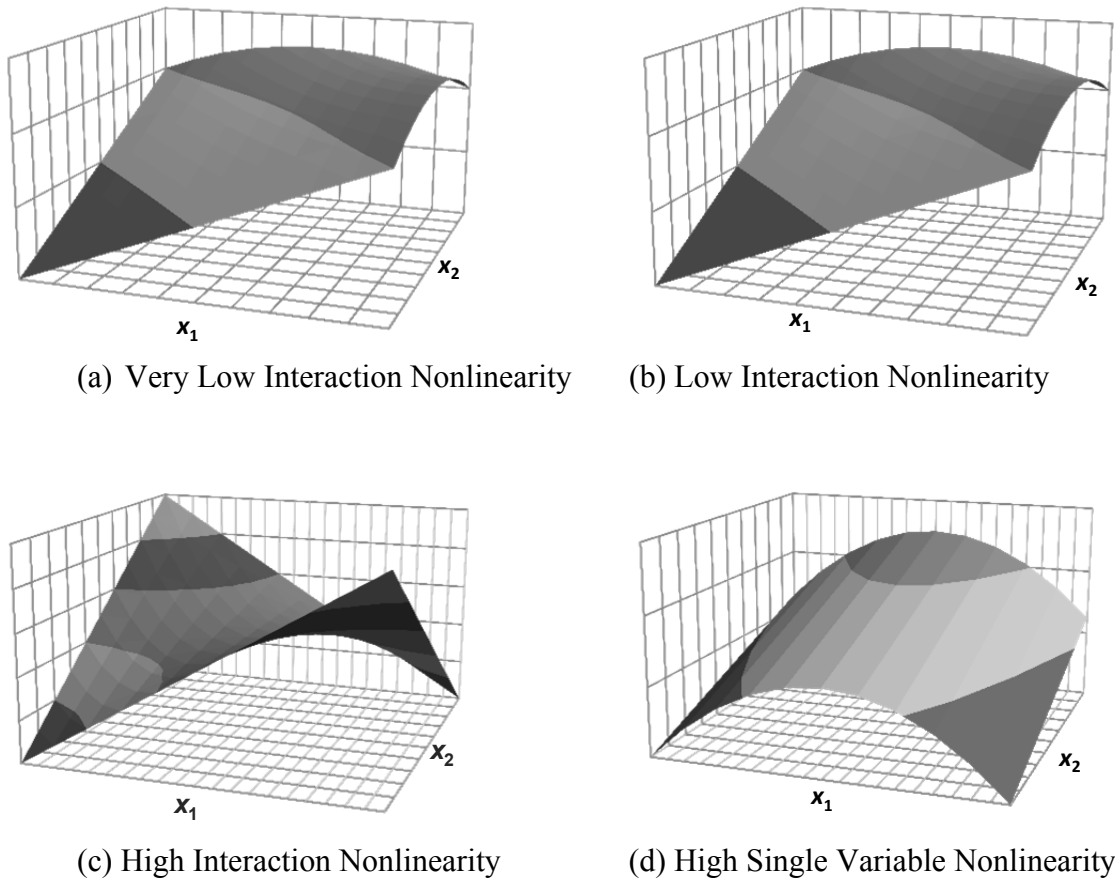 x2
x1
x2
x1
(a) Very Low Interaction Nonlinearity
(b) Low Interaction Nonlinearity
x2
x1
x2
x1
(c) High Interaction Nonlinearity
(d) High Single Variable Nonlinearity